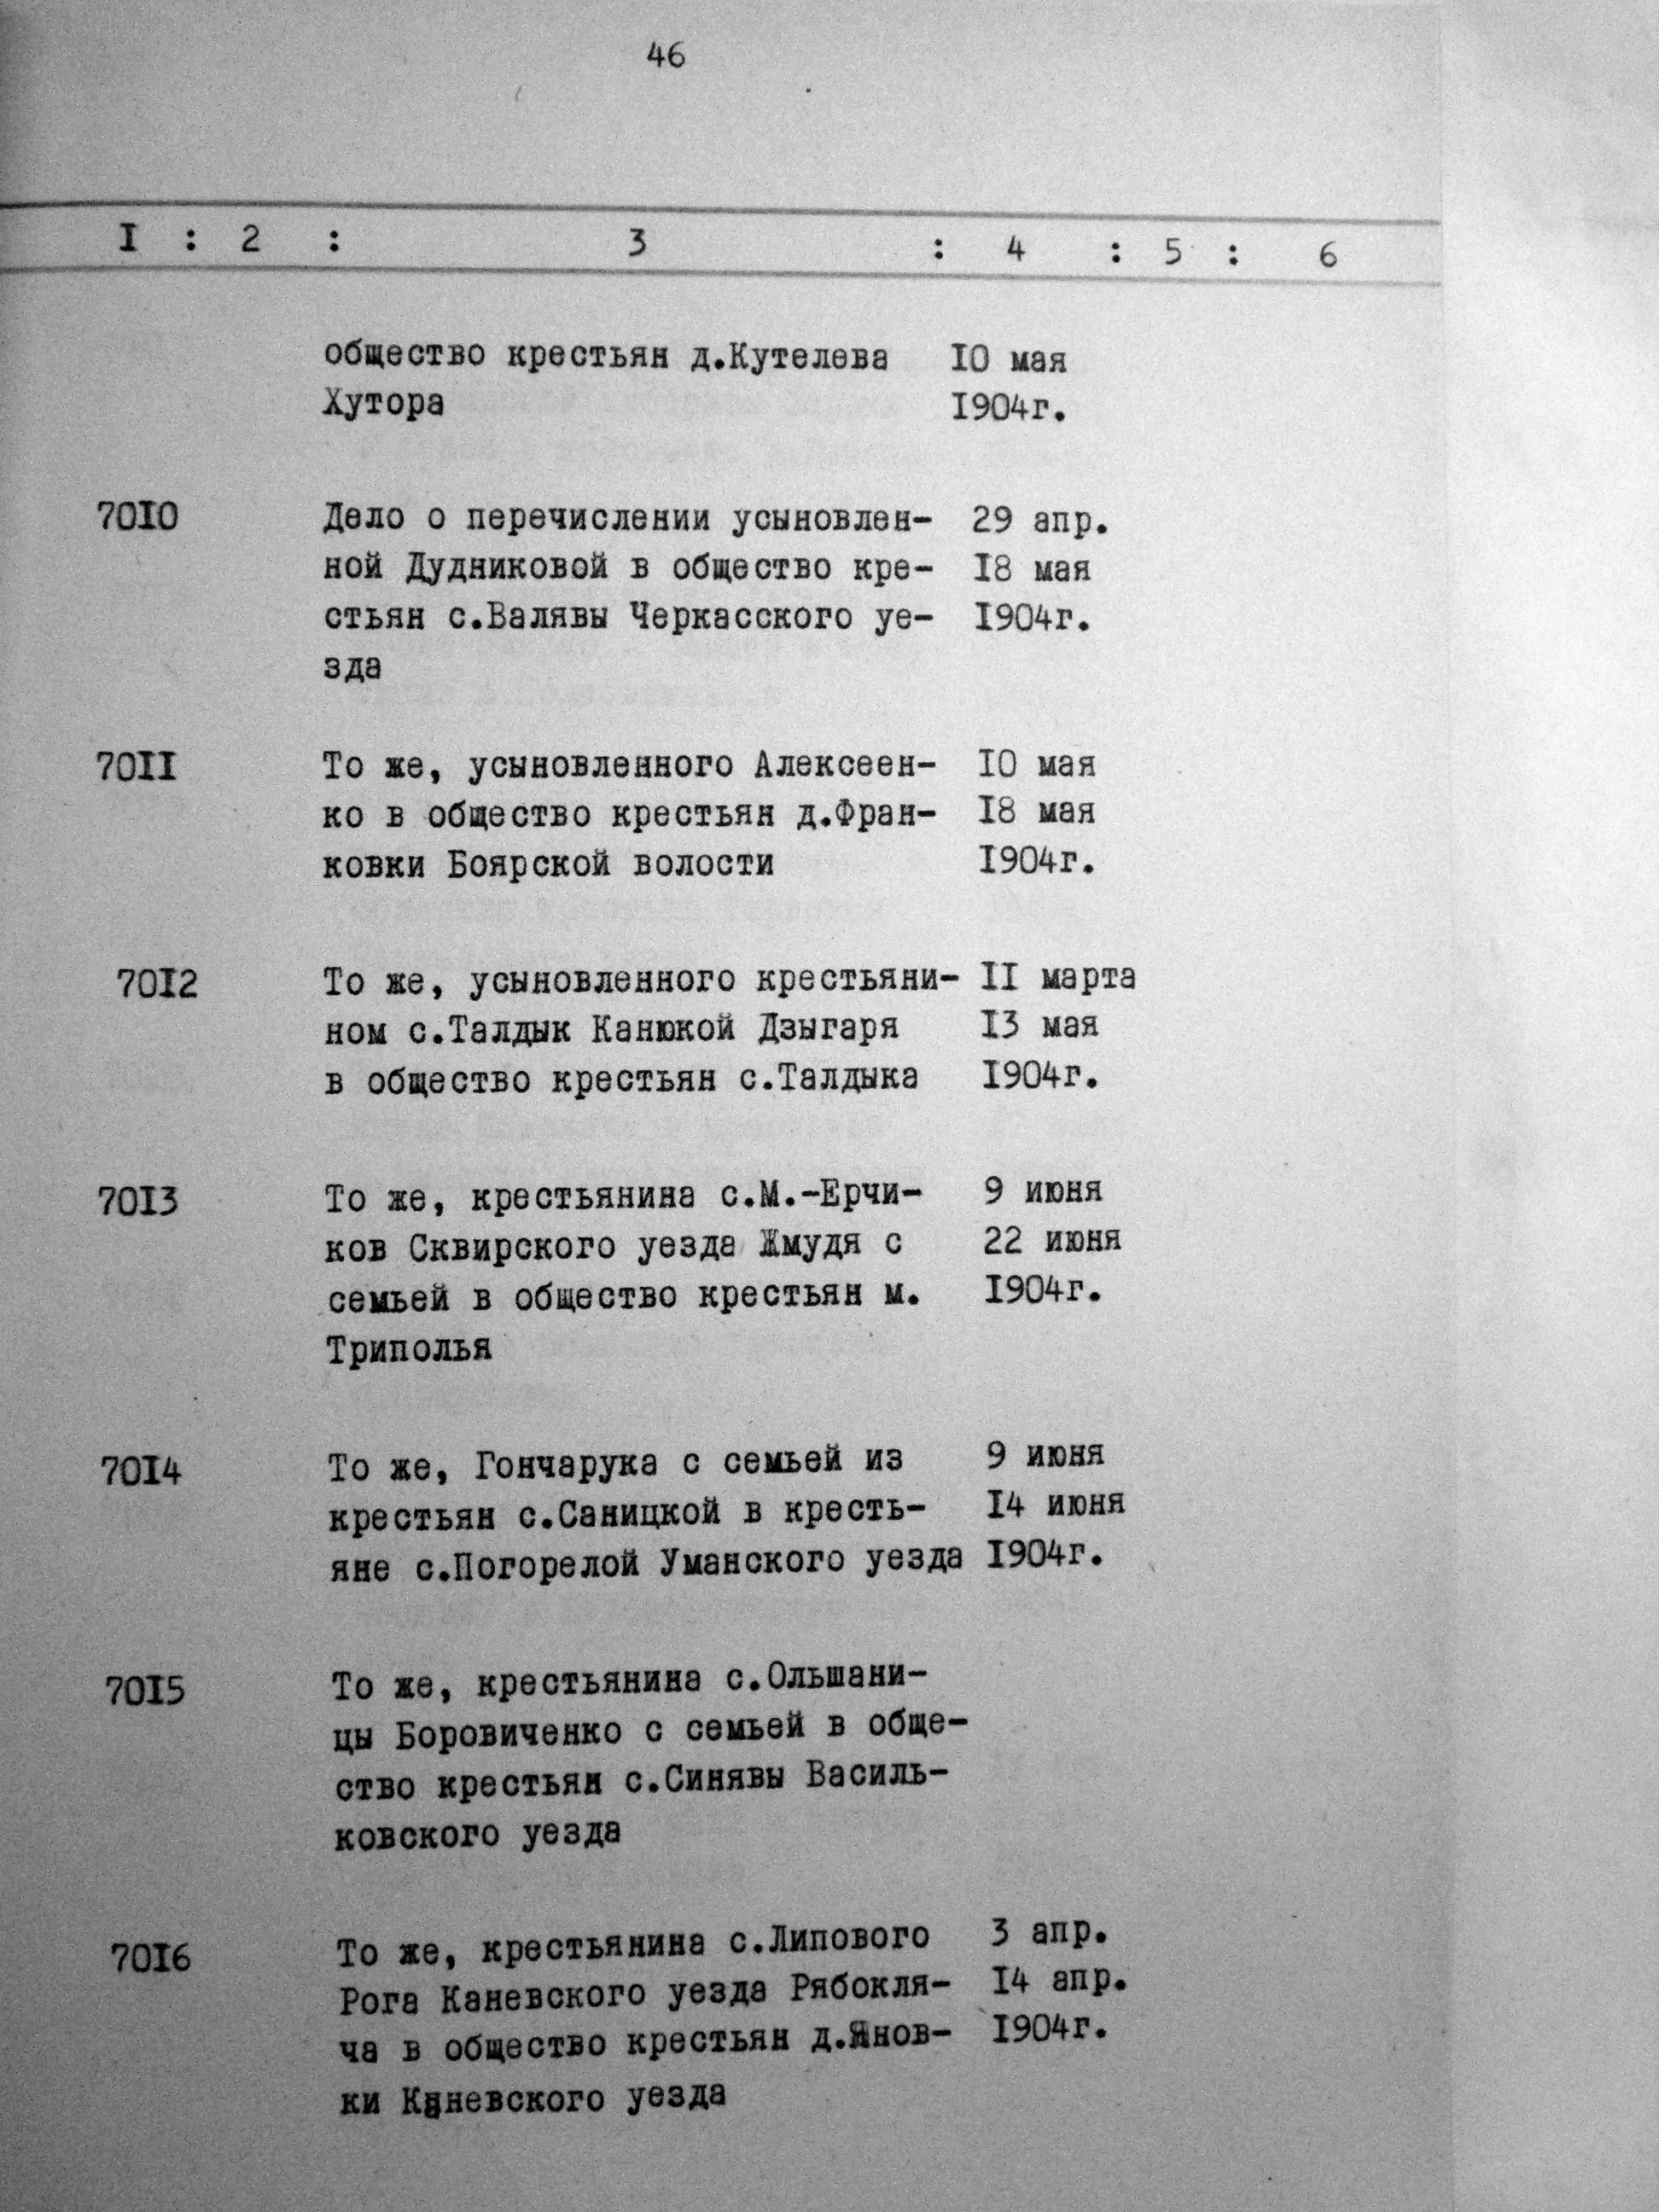 46
I : 2 : 3 : 4 : 5 : 6
общество крестьян д.Кутелева 10 мая
Хутора 1904г.
7010 Дело о перечислении усыновлен- 29 апр.
ной Дудниковой в общество кре- 18 мая
стьян с.Валявы Черкасского уе- 1904г.
зда
7011 То же, усыновленного Алексеен- 10 мая
ко в общество крестьян д.Фран- 18 мая
ковки Боярской волости 1904г.
7012 То же, усыновленного крестьяни- 11 марта
ном с.Талдык Канюкой Дзыгаря 13 мая
в общество крестьян с.Талдыка 1904г.
7013 То же, крестьянина с.М.-Ерчи- 9 июня
ков Сквирского уезда Жмудя с 22 июня
семьей в общество крестьян м. 1904г.
Триполья
7014 То же, Гончарука с семьей из 9 июня
крестьян с.Саницкой в кресть- 14 июня
яне с.Погорелой Уманского уезда 1904г.
7015 То же, крестьянина с.Ольшани-
цы Боровиченко с семьей в обще-
ство крестьян с.Синявы Василь-
ковского уезда
7016 То же, крестьянина с.Липового 3 апр.
Рога Каневского уезда Рябокля- 14 апр.
ча в общество крестьян д.Янов- 1904г.
ки Каневского уезда